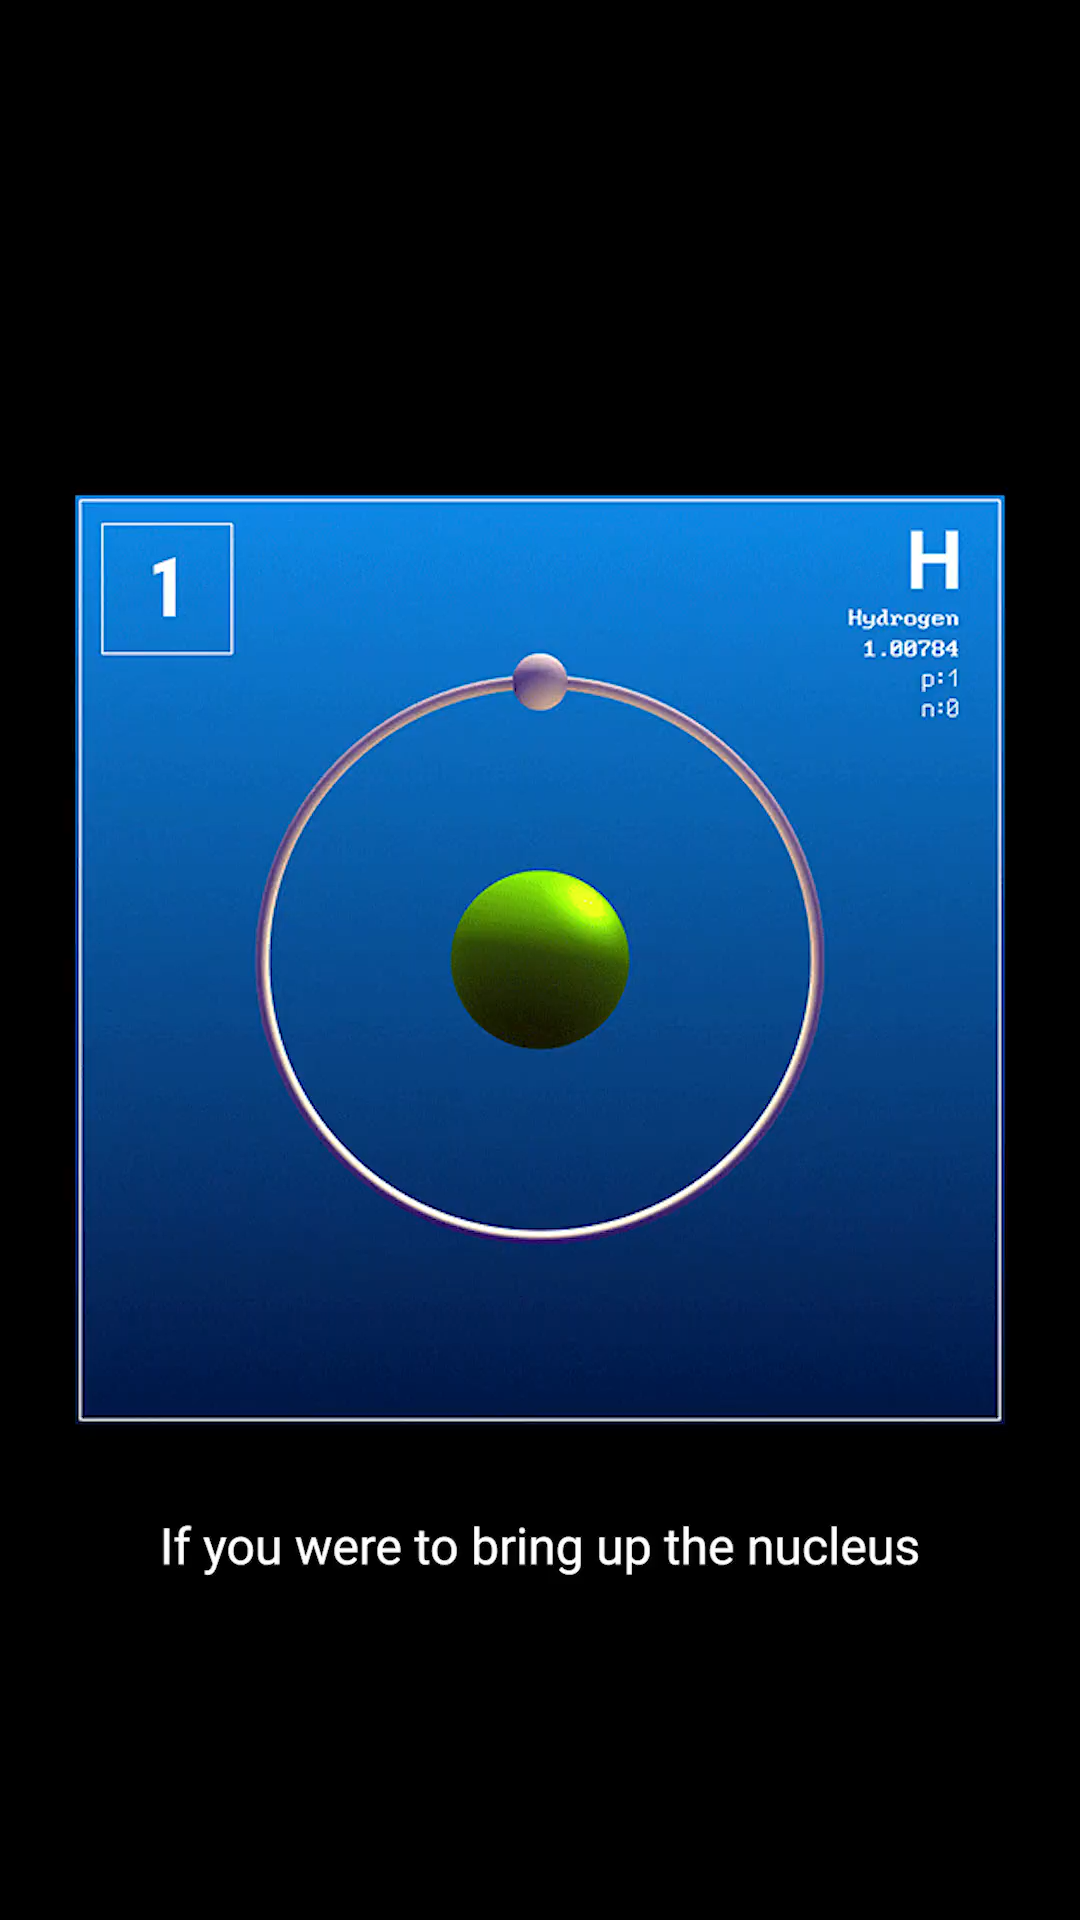 1
H
Hydrogen
1.00784
p:1
n:0
If you were to bring up the nucleus